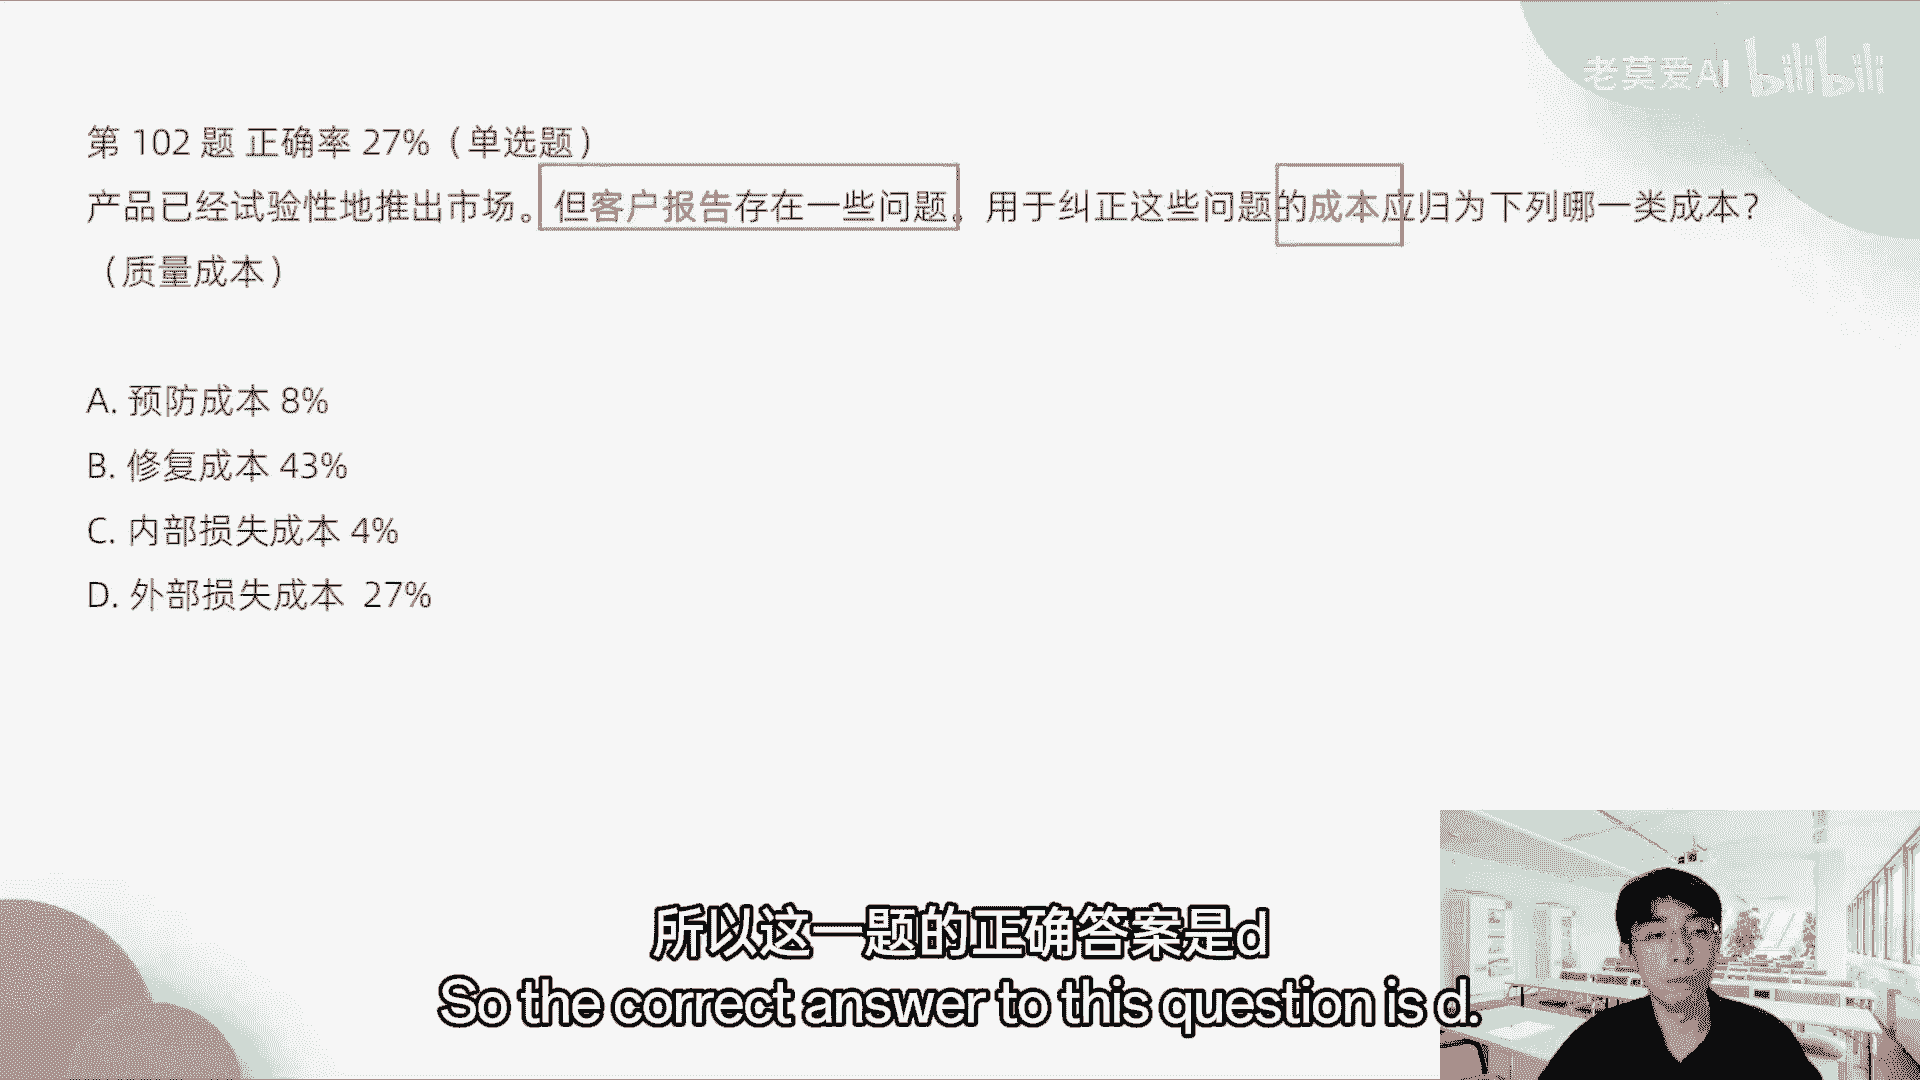 老莫爱AI bilibili
第 102 题 正确率 27%（单选题）
产品已经试验性地推出市场。但客户报告存在一些问题。用于纠正这些问题的成本应归为下列哪一类成本？
（质量成本）
A. 预防成本 8%
B. 修复成本 43%
C. 内部损失成本 4%
D. 外部损失成本 27%
所以这一题的正确答案是d
So the correct answer to this question is d.